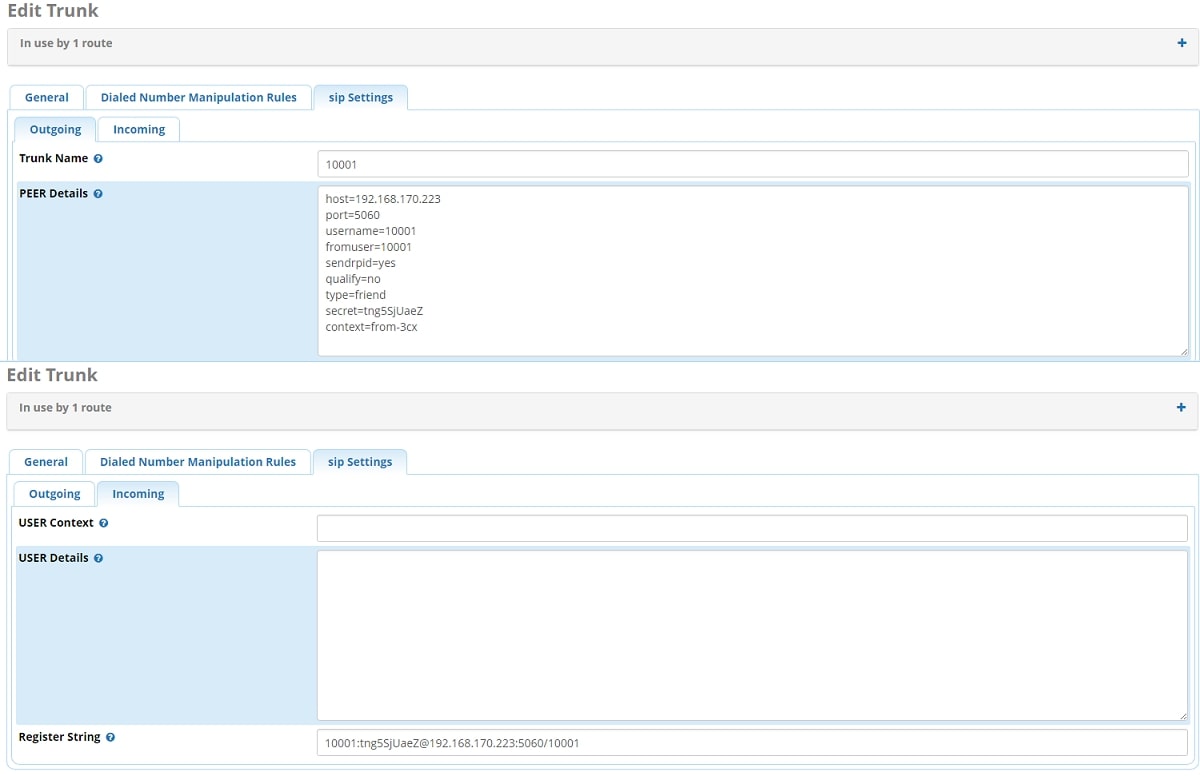 Edit Trunk
In use by 1 route
General
Dialed Number Manipulation Rules
sip Settings
Outgoing
Incoming
Trunk Name
10001
PEER Details
host=192.168.170.223
port=5060
username=10001
fromuser=10001
sendrpid=yes
qualify=no
type=friend
secret=tng5SjUaeZ
context=from-3cx
Edit Trunk
In use by 1 route
General
Dialed Number Manipulation Rules
sip Settings
Outgoing
Incoming
USER Context
USER Details
Register String
10001:tng5SjUaeZ@192.168.170.223:5060/10001